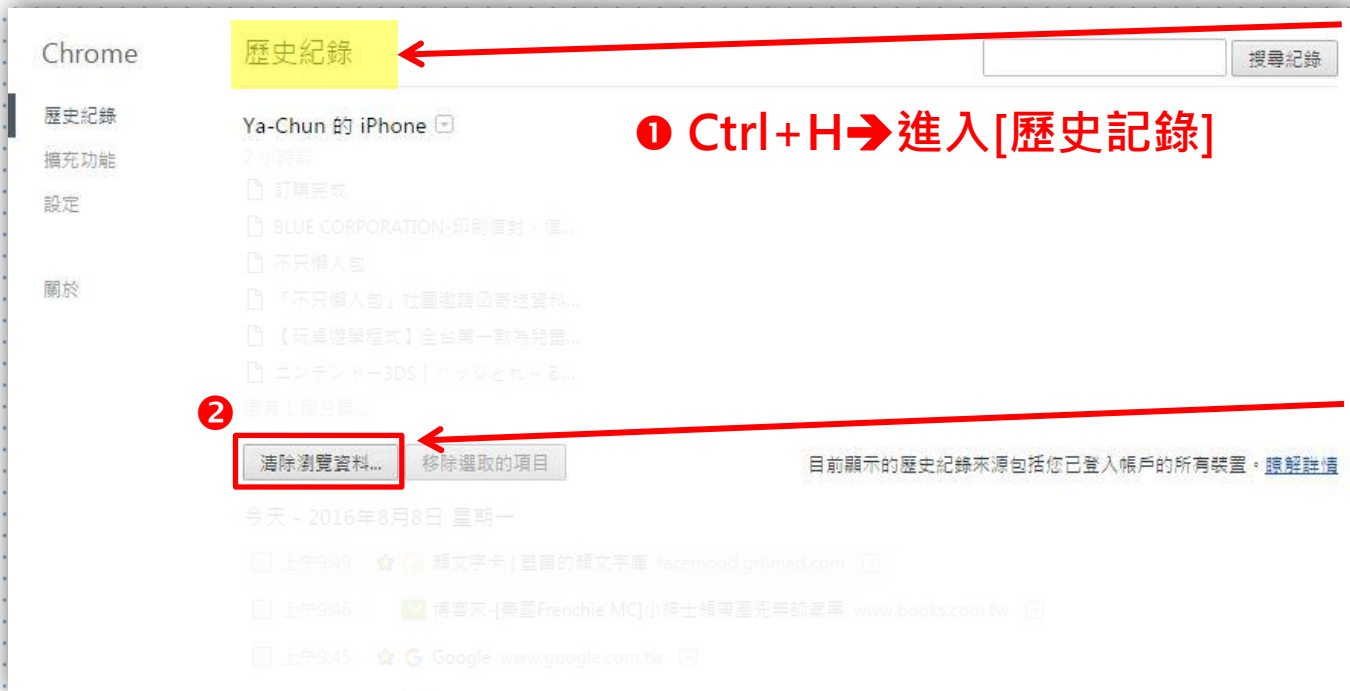 Chrome
歷史紀錄
搜尋紀錄
歷史紀錄
擴充功能
設定
關於
Ya-Chun 的 iPhone
❶ Ctrl+H➔進入[歷史記錄]
2 小時前
訂購完成
BLUE CORPORATION-印刷信封、信...
不只懶人包
「不只懶人包」社團邀請函寄送資料...
【玩桌遊學程式】全台第一款為兒童...
ニンテンドー3DS | バッジとれ～る...
還有 1 個分頁...
❷
清除瀏覽資料... 移除選取的項目
目前顯示的歷史紀錄來源包括您已登入帳戶的所有裝置。瞭解詳情
今天 - 2016年8月8日 星期一
上午9:49 顏文字卡 | 豐富的顏文字庫 facemood.grtimed.com
上午9:46 博客來-[美國Frenchie MC]小紳士領帶圍兜 www.books.com.tw
上午9:45 Google www.google.com.tw